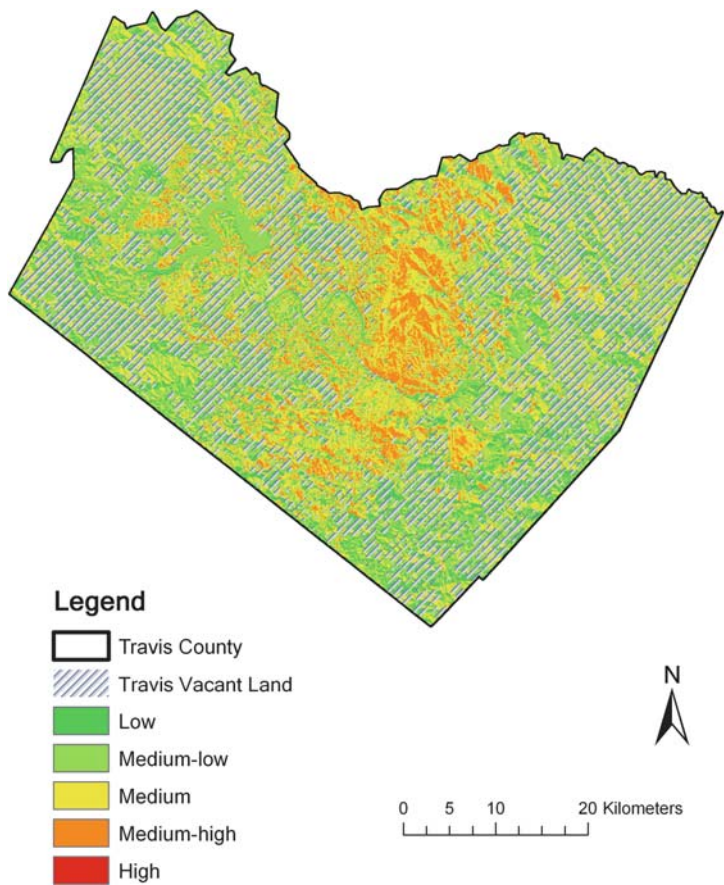 Legend
Travis County
Travis Vacant Land
Low
Medium-low
Medium
Medium-high
High
N
0 5 10 20 Kilometers